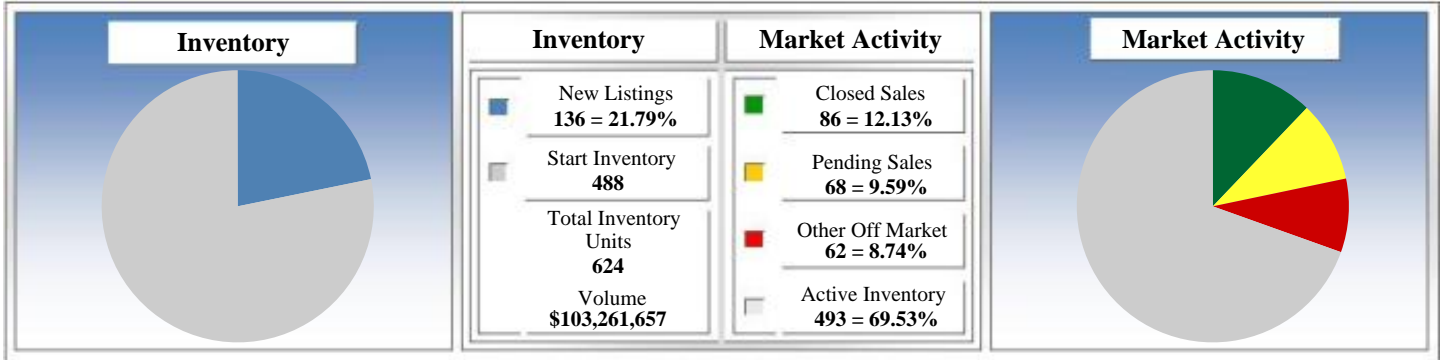 Inventory
Inventory
Market Activity
New Listings
136 = 21.79%
Start Inventory
488
Total Inventory
Units
624
Volume
$103,261,657
Closed Sales
86 = 12.13%
Pending Sales
68 = 9.59%
Other Off Market
62 = 8.74%
Active Inventory
493 = 69.53%
Market Activity